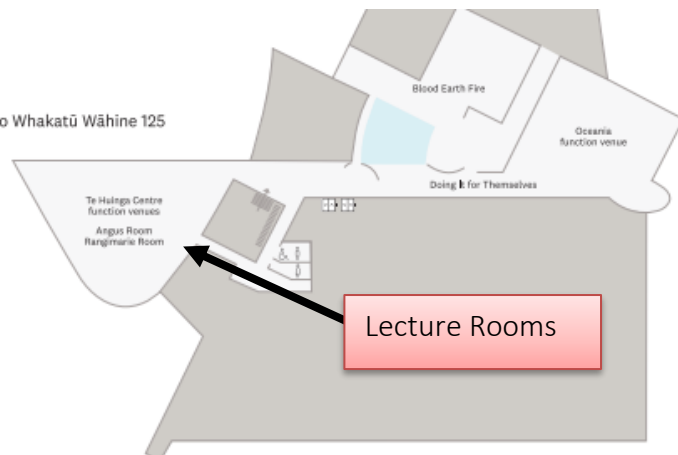 Blood Earth Fire
o Whakatū Wāhine 125
Oceania
function venue
Doing It for Themselves
Te Huinga Centre
function venues
Angus Room
Rangimarie Room
Lecture Rooms